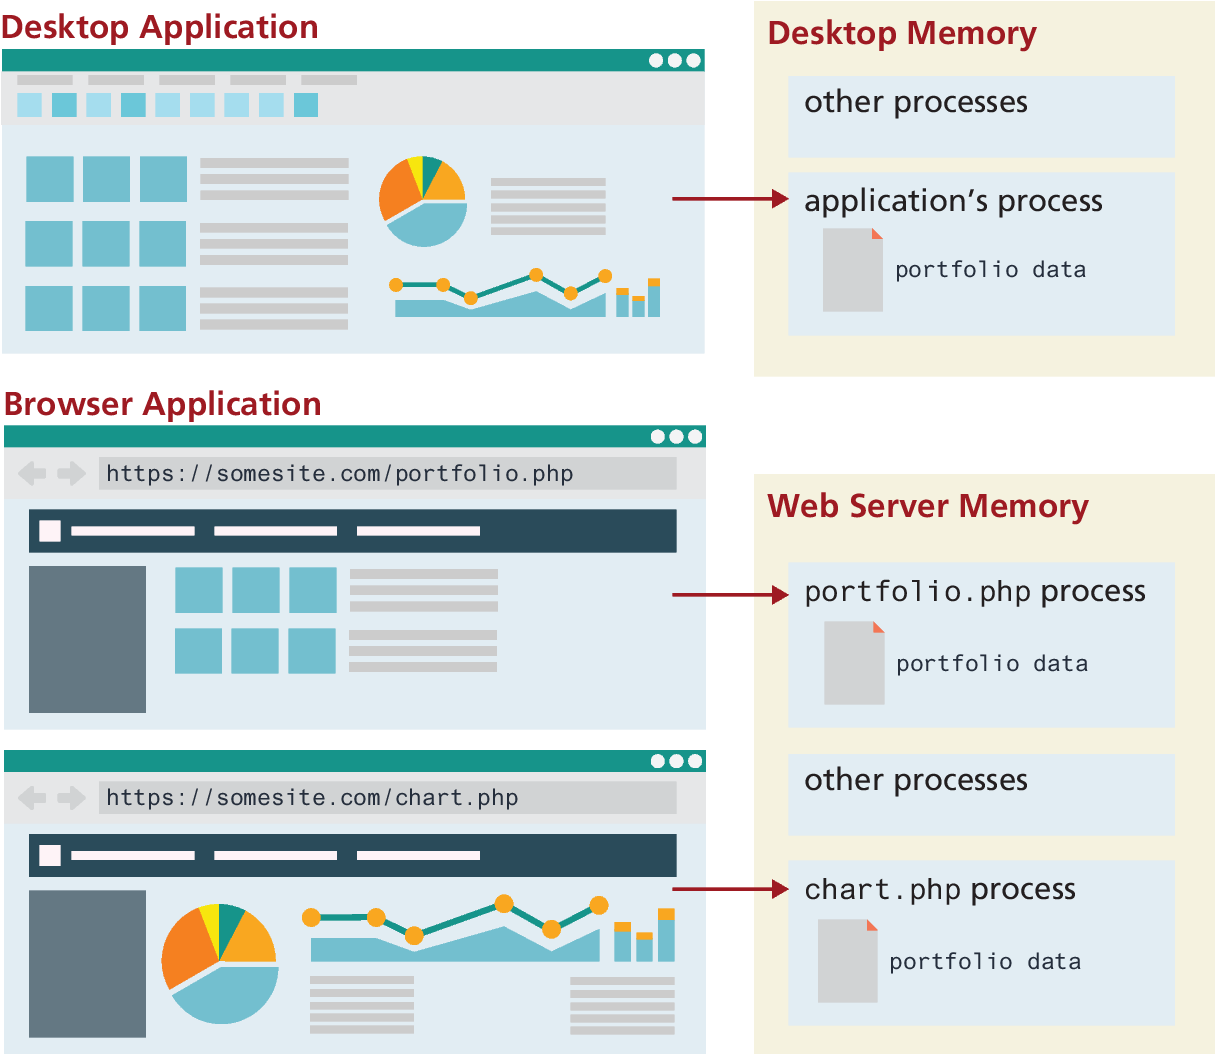 Desktop Application
Desktop Memory
other processes
application’s process
portfolio data
Browser Application
https://somesite.com/portfolio.php
Web Server Memory
portfolio.php process
portfolio data
other processes
https://somesite.com/chart.php
chart.php process
portfolio data